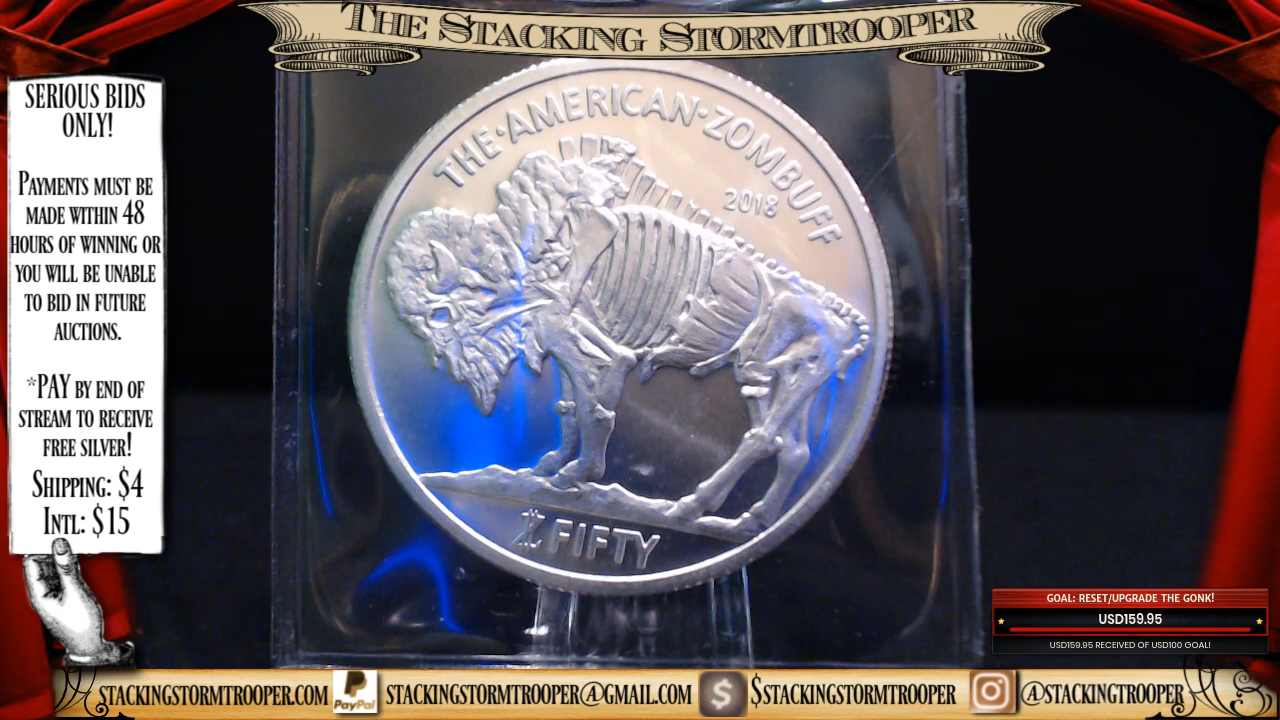 THE STACKING STORMTROOPER
SERIOUS BIDS
ONLY!
PAYMENTS MUST BE
MADE WITHIN 48
HOURS OF WINNING OR
YOU WILL BE UNABLE
TO BID IN FUTURE
AUCTIONS.
*PAY BY END OF
STREAM TO RECEIVE
FREE SILVER!
SHIPPING: $4
INTL: $15
THE·AMERICAN·ZOMBUFF
2018
FIFTY
GOAL: RESET/UPGRADE THE GONK!
USD159.95
USD159.95 RECEIVED OF USD100 GOAL!
STACKINGSTORMTROOPER.COM
PayPal
STACKINGSTORMTROOPER@GMAIL.COM
$
$STACKINGSTORMTROOPER
@STACKINGTROOPER